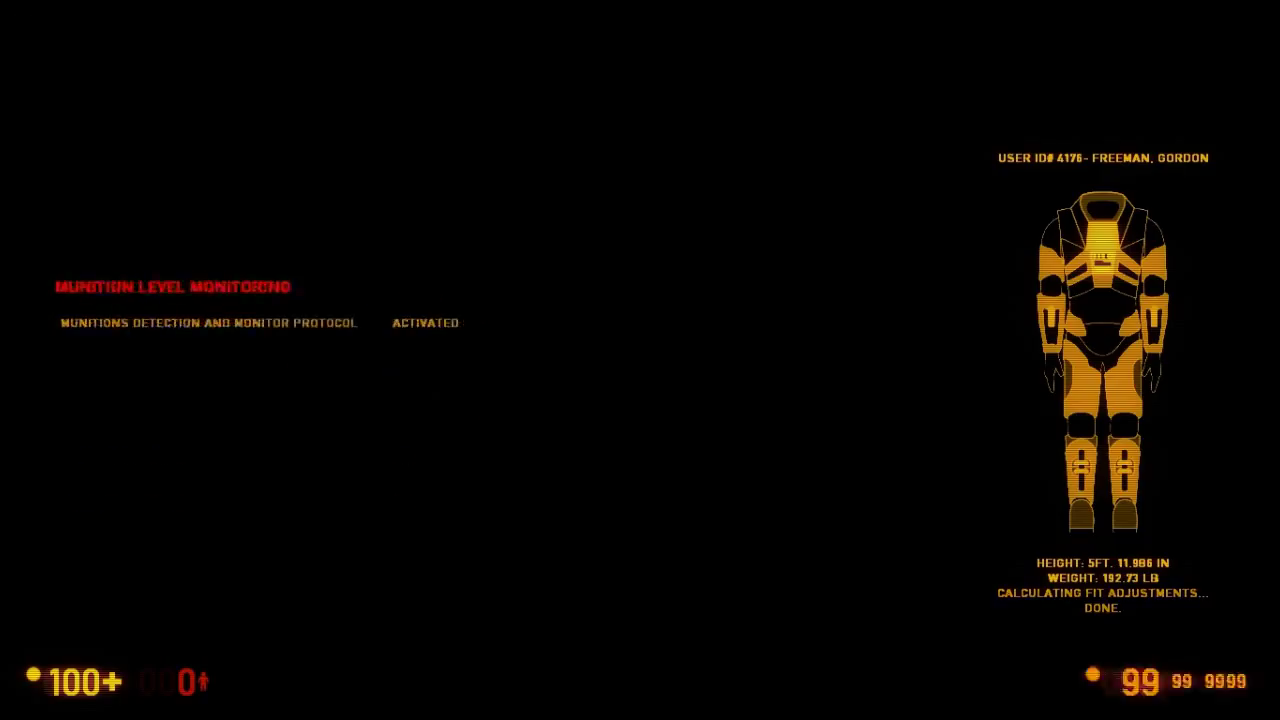 USER ID# 4176- FREEMAN, GORDON
MUNITION LEVEL MONITORING
MUNITIONS DETECTION AND MONITOR PROTOCOL ACTIVATED
HEIGHT: 5FT. 11.986 IN
WEIGHT: 192.73 LB
CALCULATING FIT ADJUSTMENTS...
DONE.
100+ 0 99 99 9999